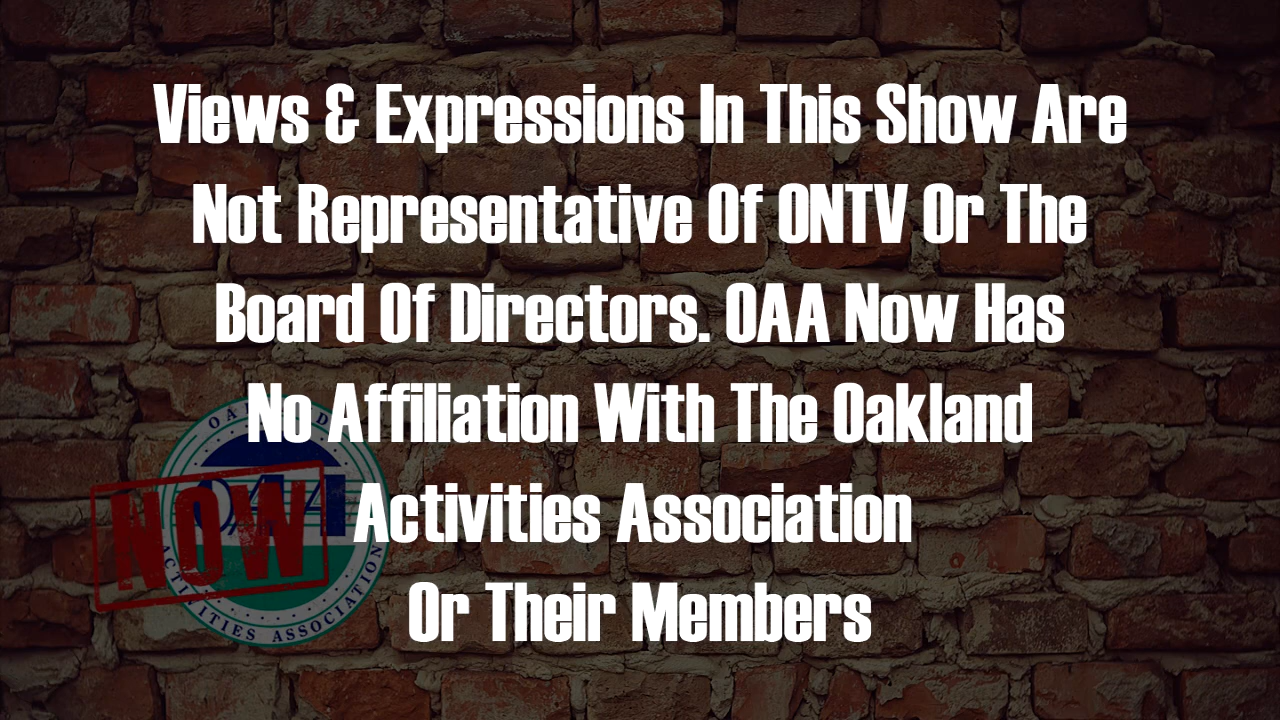 Views & Expressions In This Show Are
Not Representative Of ONTV Or The
Board Of Directors. OAA Now Has
No Affiliation With The Oakland
Activities Association
Or Their Members
OAA
NOW
ACTIVITIES ASSOCIATION